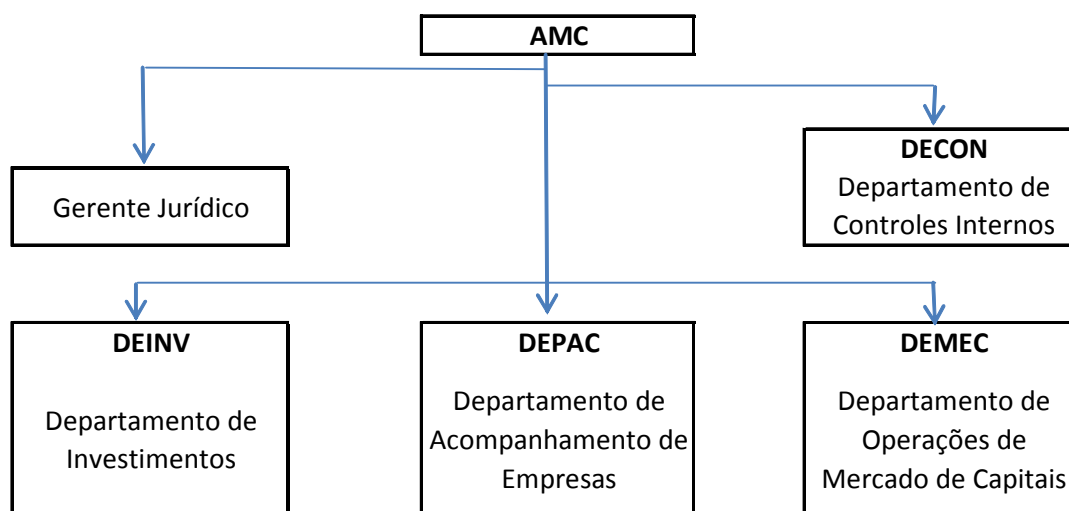 AMC
Gerente Jurídico
DECON
Departamento de
Controles Internos
DEINV
Departamento de
Investimentos
DEPAC
Departamento de
Acompanhamento de
Empresas
DEMEC
Departamento de
Operações de
Mercado de Capitais